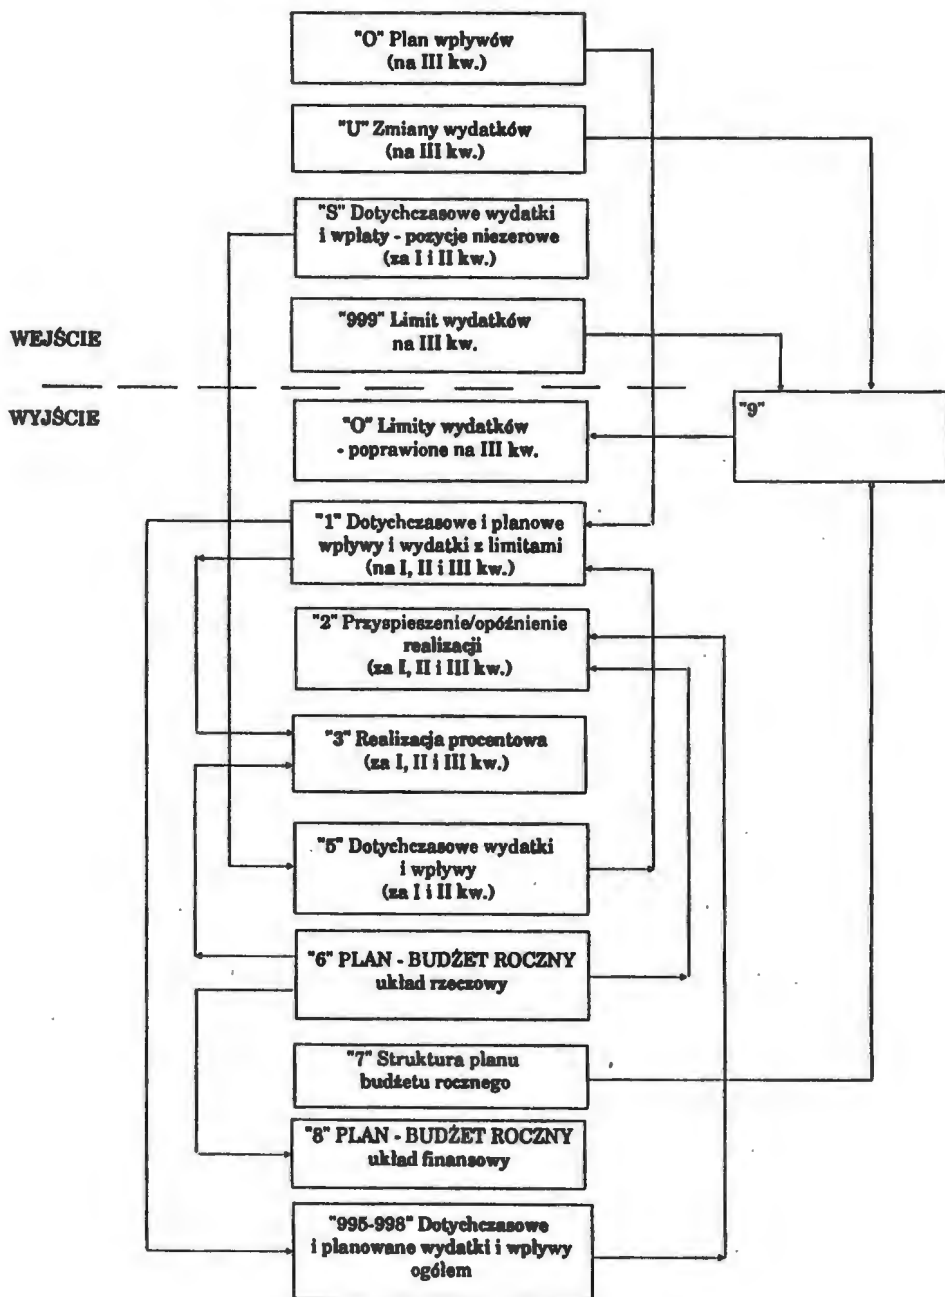 "O" Plan wpływów
(na III kw.)
"U" Zmiany wydatków
(na III kw.)
"S" Dotychczasowe wydatki
i wpłaty - pozycje niezerowe
(za I i II kw.)
"999" Limit wydatków
na III kw.
WEJŚCIE
WYJŚCIE
"9"
"O" Limity wydatków
- poprawione na III kw.
"1" Dotychczasowe i planowe
wpływy i wydatki z limitami
(na I, II i III kw.)
"2" Przyspieszenie/opóźnienie
realizacji
(za I, II i III kw.)
"3" Realizacja procentowa
(za I, II i III kw.)
"5" Dotychczasowe wydatki
i wpływy
(za I i II kw.)
"6" PLAN - BUDŻET ROCZNY
układ rzeczowy
"7" Struktura planu
budżetu rocznego
"8" PLAN - BUDŻET ROCZNY
układ finansowy
"995-998" Dotychczasowe
i planowane wydatki i wpływy
ogółem